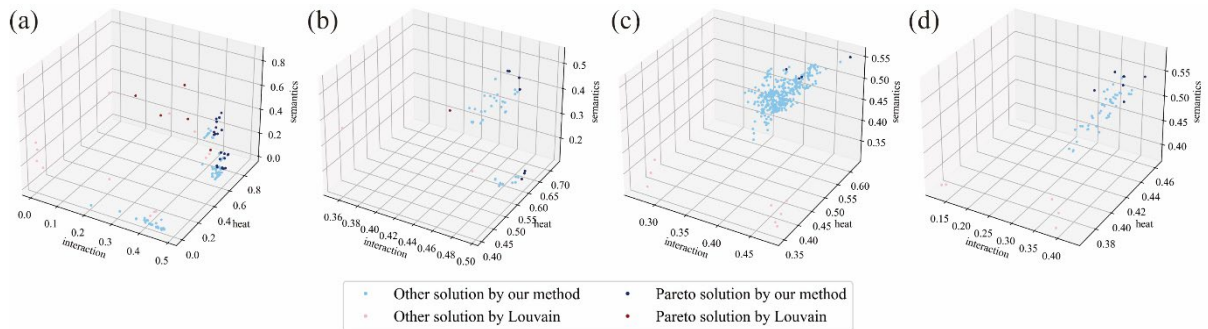 (a) (b) (c) (d)
0.8
0.6
0.4
0.2
0.0
semantics
0.8
0.6
0.4
0.2
0.0
heat
0.0 0.1 0.2 0.3 0.4 0.5
interaction
0.5
0.4
0.3
0.2
semantics
0.70
0.65
0.60
0.55
0.50
0.45
0.40
heat
0.36 0.38 0.40 0.42 0.44 0.46 0.48 0.50
interaction
0.55
0.50
0.45
0.40
0.35
semantics
0.60
0.55
0.50
0.45
0.40
0.35
heat
0.30 0.35 0.40 0.45
interaction
0.55
0.50
0.45
0.40
semantics
0.46
0.44
0.42
0.40
0.38
heat
0.15 0.20 0.25 0.30 0.35 0.40
interaction
Other solution by our method Pareto solution by our method
Other solution by Louvain Pareto solution by Louvain